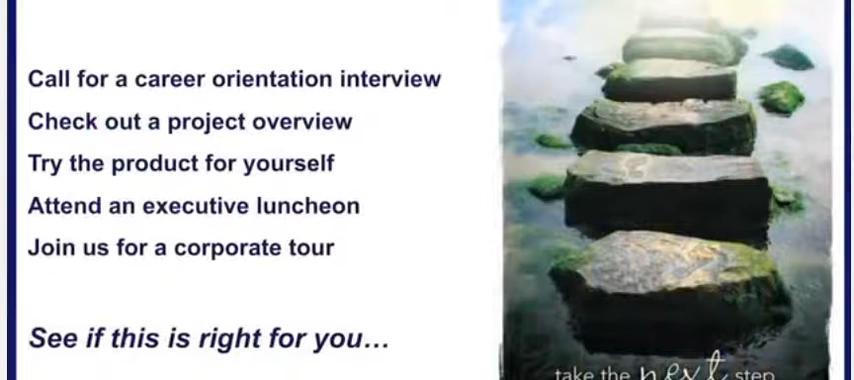 Call for a career orientation interview
Check out a project overview
Try the product for yourself
Attend an executive luncheon
Join us for a corporate tour
See if this is right for you…
take the next step